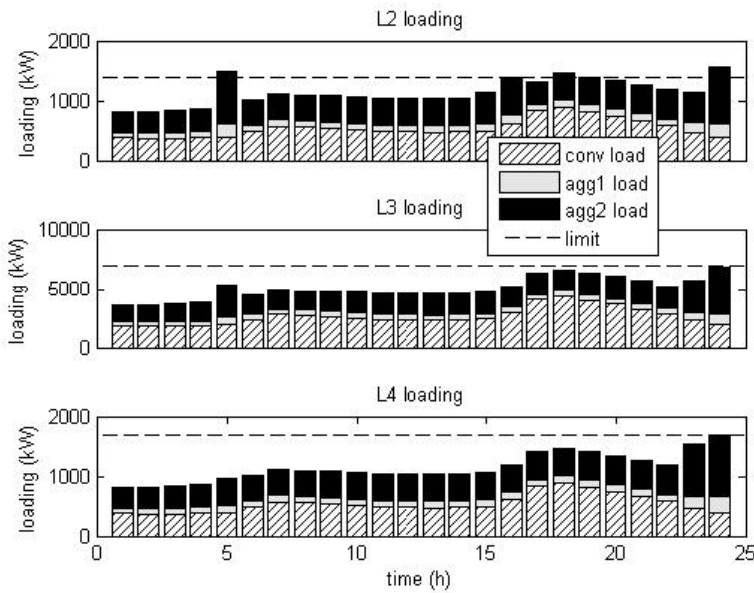 L2 loading
2000
1000
0
loading (kW)
conv load
agg1 load
agg2 load
limit
L3 loading
10000
5000
0
loading (kW)
L4 loading
2000
1000
0
loading (kW)
0 5 10 15 20 25
time (h)